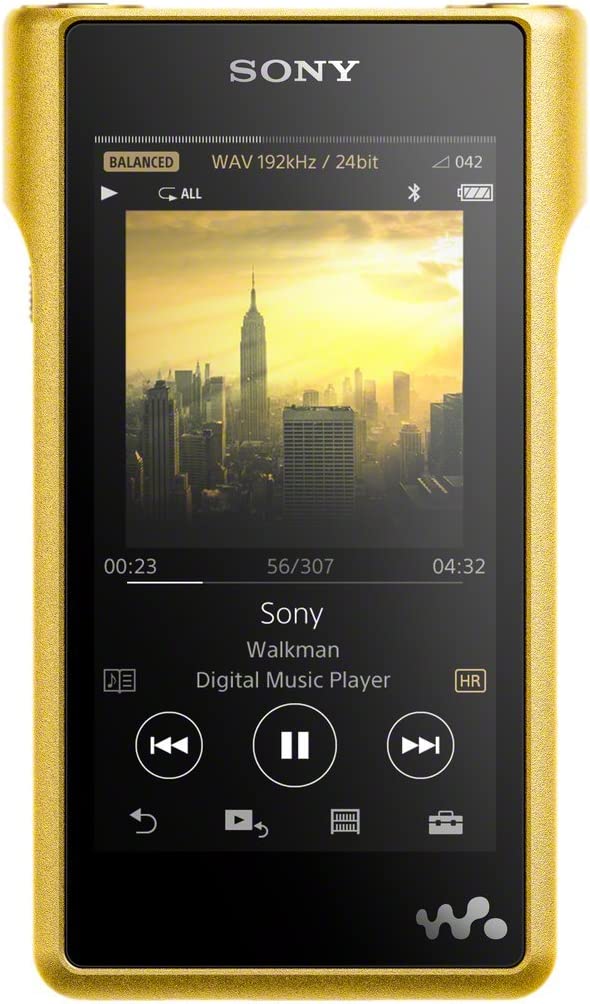 SONY
BALANCED WAV 192kHz / 24bit 042
ALL
00:23 56/307 04:32
Sony
Walkman
Digital Music Player
HR